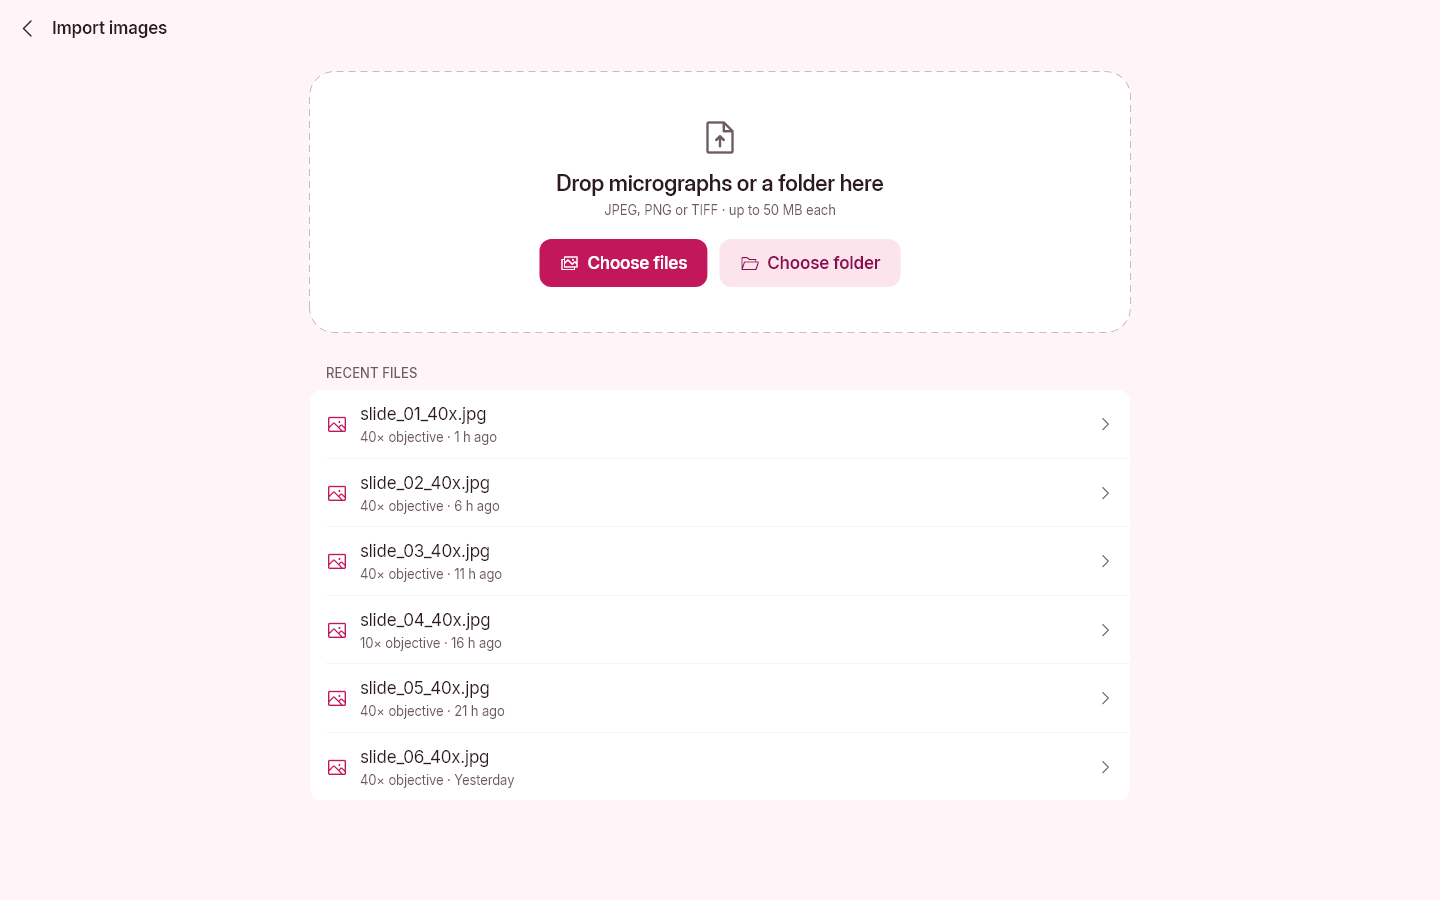 Import images
Drop micrographs or a folder here
JPEG, PNG or TIFF · up to 50 MB each
Choose files
Choose folder
RECENT FILES
slide_01_40x.jpg
40× objective · 1 h ago
slide_02_40x.jpg
40× objective · 6 h ago
slide_03_40x.jpg
40× objective · 11 h ago
slide_04_40x.jpg
10× objective · 16 h ago
slide_05_40x.jpg
40× objective · 21 h ago
slide_06_40x.jpg
40× objective · Yesterday